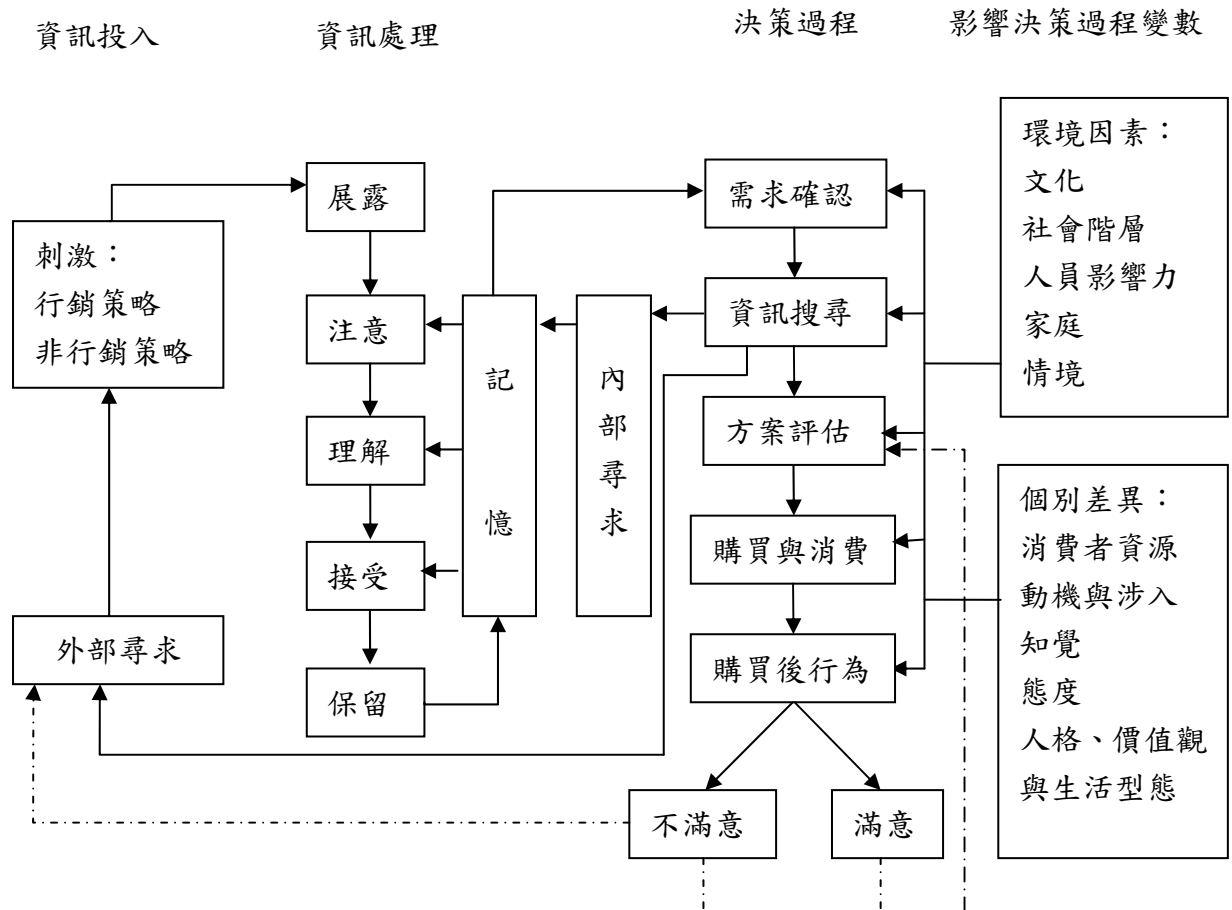 資訊投入
資訊處理
決策過程
影響決策過程變數
刺激：
行銷策略
非行銷策略
外部尋求
展露
注意
理解
接受
保留
記憶
內部尋求
需求確認
資訊搜尋
方案評估
購買與消費
購買後行為
不滿意
滿意
環境因素：
文化
社會階層
人員影響力
家庭
情境
個別差異：
消費者資源
動機與涉入
知覺
態度
人格、價值觀
與生活型態